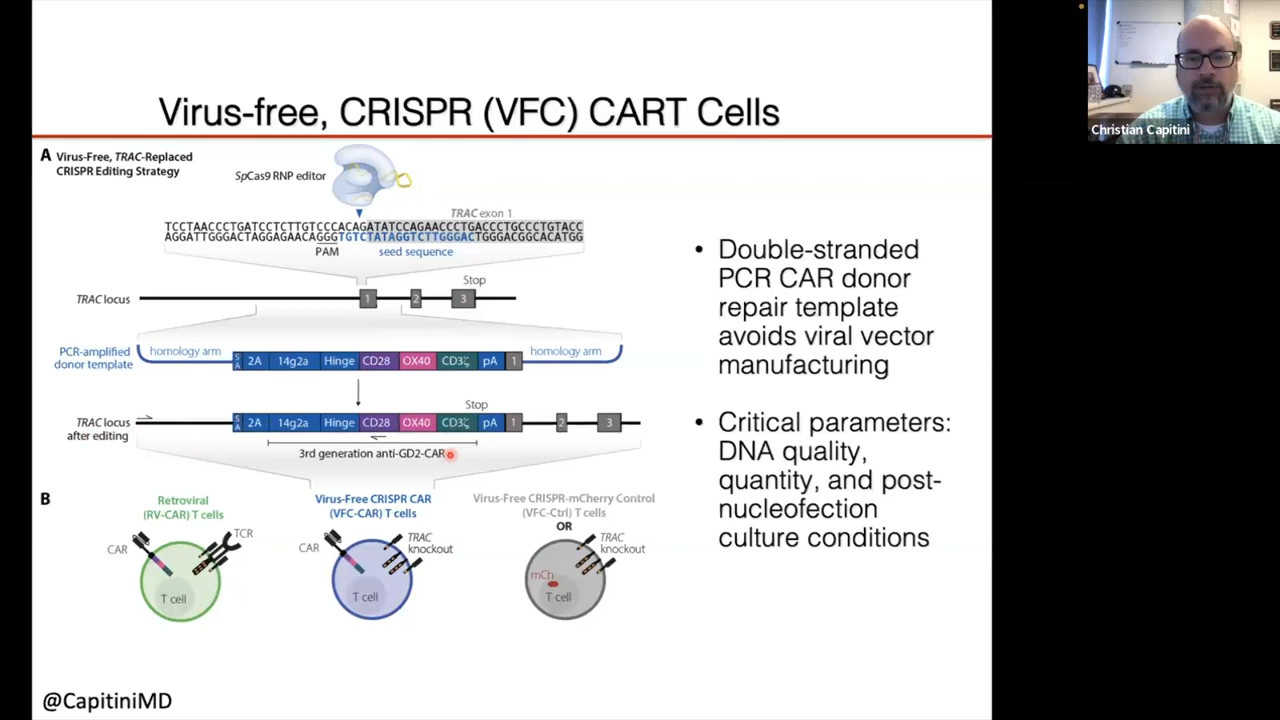 Virus-free, CRISPR (VFC) CART Cells
A Virus-Free, TRAC-Replaced
CRISPR Editing Strategy
SpCas9 RNP editor
TRAC exon 1
TCCTAACCCTGATCCTCTTGTCCCACAGATATCCAGAACCCTGACCCTGCCCTGTACC
AGGATTGGGACTAGGAGAACAGGGTGTCTATAGGTCTTGGGACTGGGACGGCACATGG
PAM
seed sequence
Stop
TRAC locus
1
2
3
PCR-amplified
donor template
homology arm
SA
2A
14g2a
Hinge
CD28
OX40
CD3ζ
pA
1
homology arm
Stop
TRAC locus
after editing
SA
2A
14g2a
Hinge
CD28
OX40
CD3ζ
pA
1
2
3
3rd generation anti-GD2-CAR
B
Retroviral
(RV-CAR) T cells
CAR
TCR
T cell
Virus-Free CRISPR CAR
(VFC-CAR) T cells
CAR
TRAC
knockout
T cell
Virus-Free CRISPR-mCherry Control
(VFC-Ctrl) T cells
OR
TRAC
knockout
mCh
T cell
• Double-stranded
PCR CAR donor
repair template
avoids viral vector
manufacturing
• Critical parameters:
DNA quality,
quantity, and post-
nucleofection
culture conditions
@CapitiniMD
Christian Capitini